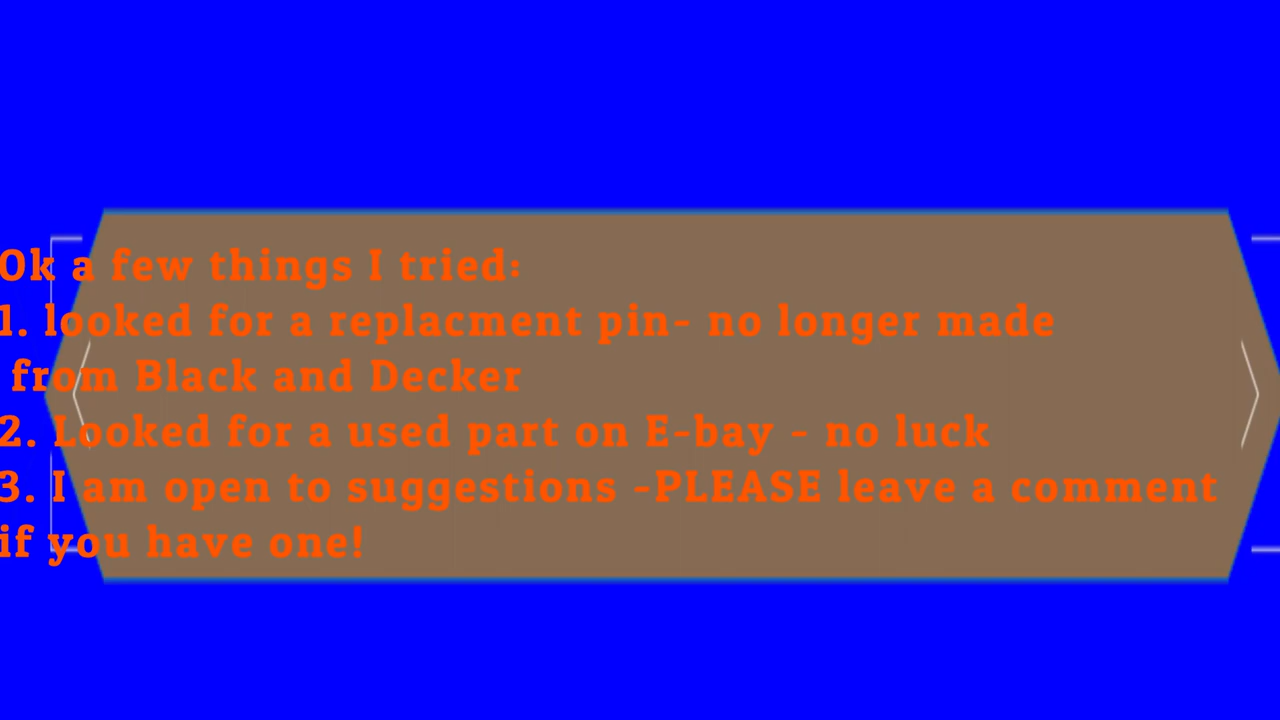 Ok a few things I tried:
1. looked for a replacment pin- no longer made
from Black and Decker
2. Looked for a used part on E-bay - no luck
3. I am open to suggestions -PLEASE leave a comment
if you have one!